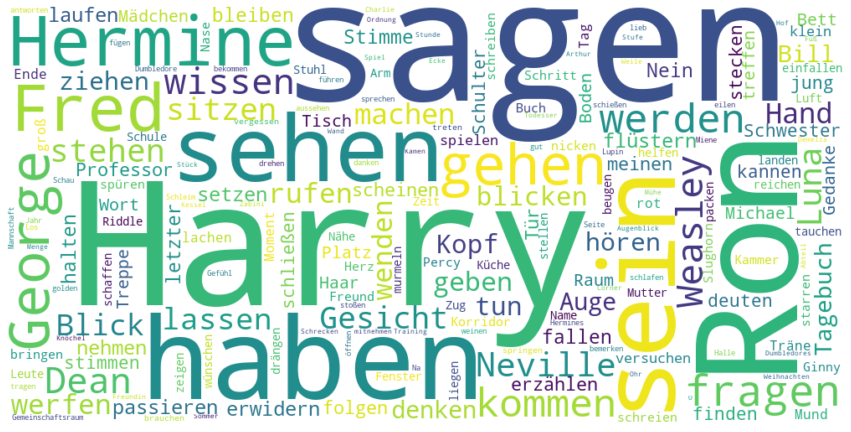 Harry
sagen
Ron
haben
sein
sehen
Hermine
Fred
George
gehen
werden
wissen
sitzen
stehen
machen
Neville
kommen
fragen
Weasley
Luna
Dean
Blick
Gesicht
Kopf
lassen
rufen
Hand
Bill
Auge
tun
geben
hören
wenden
werfen
denken
ziehen
laufen
Mädchen
bleiben
Stimme
Nein
Tagebuch
blicken
flüstern
Schwester
halten
nehmen
fallen
folgen
passieren
erwidern
erzählen
Professor
setzen
scheinen
schließen
letzter
Tür
Platz
Haar
Treppe
Tisch
Wort
Moment
Nähe
Herz
Freund
Zeit
Percy
Küche
murmeln
Raum
deuten
Mutter
Name
versuchen
schreien
finden
Mund
Ginny
Träne
starren
Kammer
reichen
landen
Michael
Slughorn
packen
tauchen
Gedanke
kannen
meinen
rot
helfen
nicken
beugen
stellen
spielen
Boden
Schulter
Schritt
schreiben
Tag
Buch
Arm
Stuhl
Nase
Ende
Schule
groß
spüren
lachen
Riddle
schaffen
stimmen
bringen
Leute
tragen
zeigen
wünschen
drängen
Fenster
Korridor
Zug
liegen
weinen
öffnen
springen
bemerken
schlafen
Seite
Augenblick
Bett
klein
stecken
treffen
einfallen
jung
Luft
Charlie
Ordnung
Stunde
Spiel
Ecke
führen
sprechen
aussehen
vergessen
bekommen
Dumbledore
antworten
fügen
treten
Wand
Kamen
danken
drehen
gut
Lupin
Todesser
schießen
eilen
Arthur
Stufe
lieb
Hof
Fuß
weile
Miene
Mühe
Halle
Dumbledores
Weihnachten
Ohr
Hermines
Training
mitnehmen
Schrecken
Na
stoßen
Gefühl
Schleim
Kessel
Zabini
Stück
Schau
Jahr
Los
Menge
golden
Mannschaft
Knöchel
Freundin
brauchen
Sommer
Gemeinschaftsraum